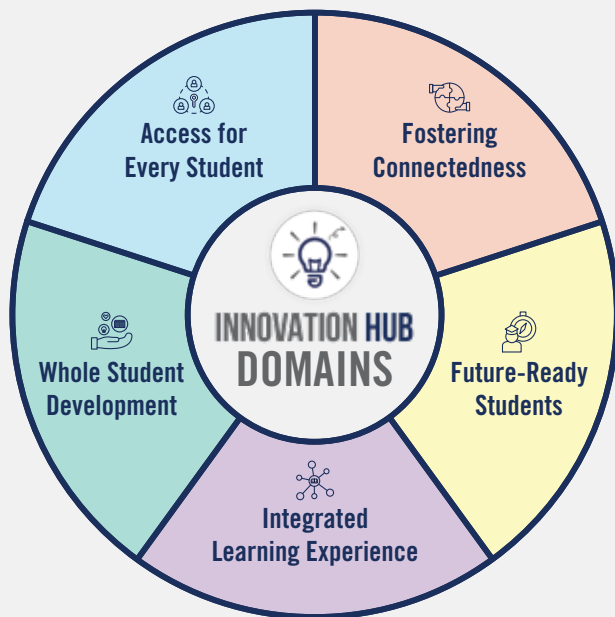 Access for
Every Student
Fostering
Connectedness
INNOVATION HUB
DOMAINS
Whole Student
Development
Future-Ready
Students
Integrated
Learning Experience